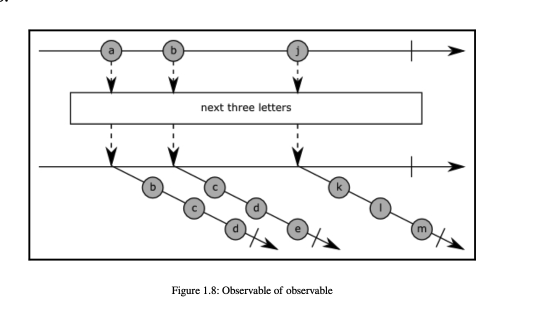 a b j
next three letters
b c k
c d l
d e m
Figure 1.8: Observable of observable